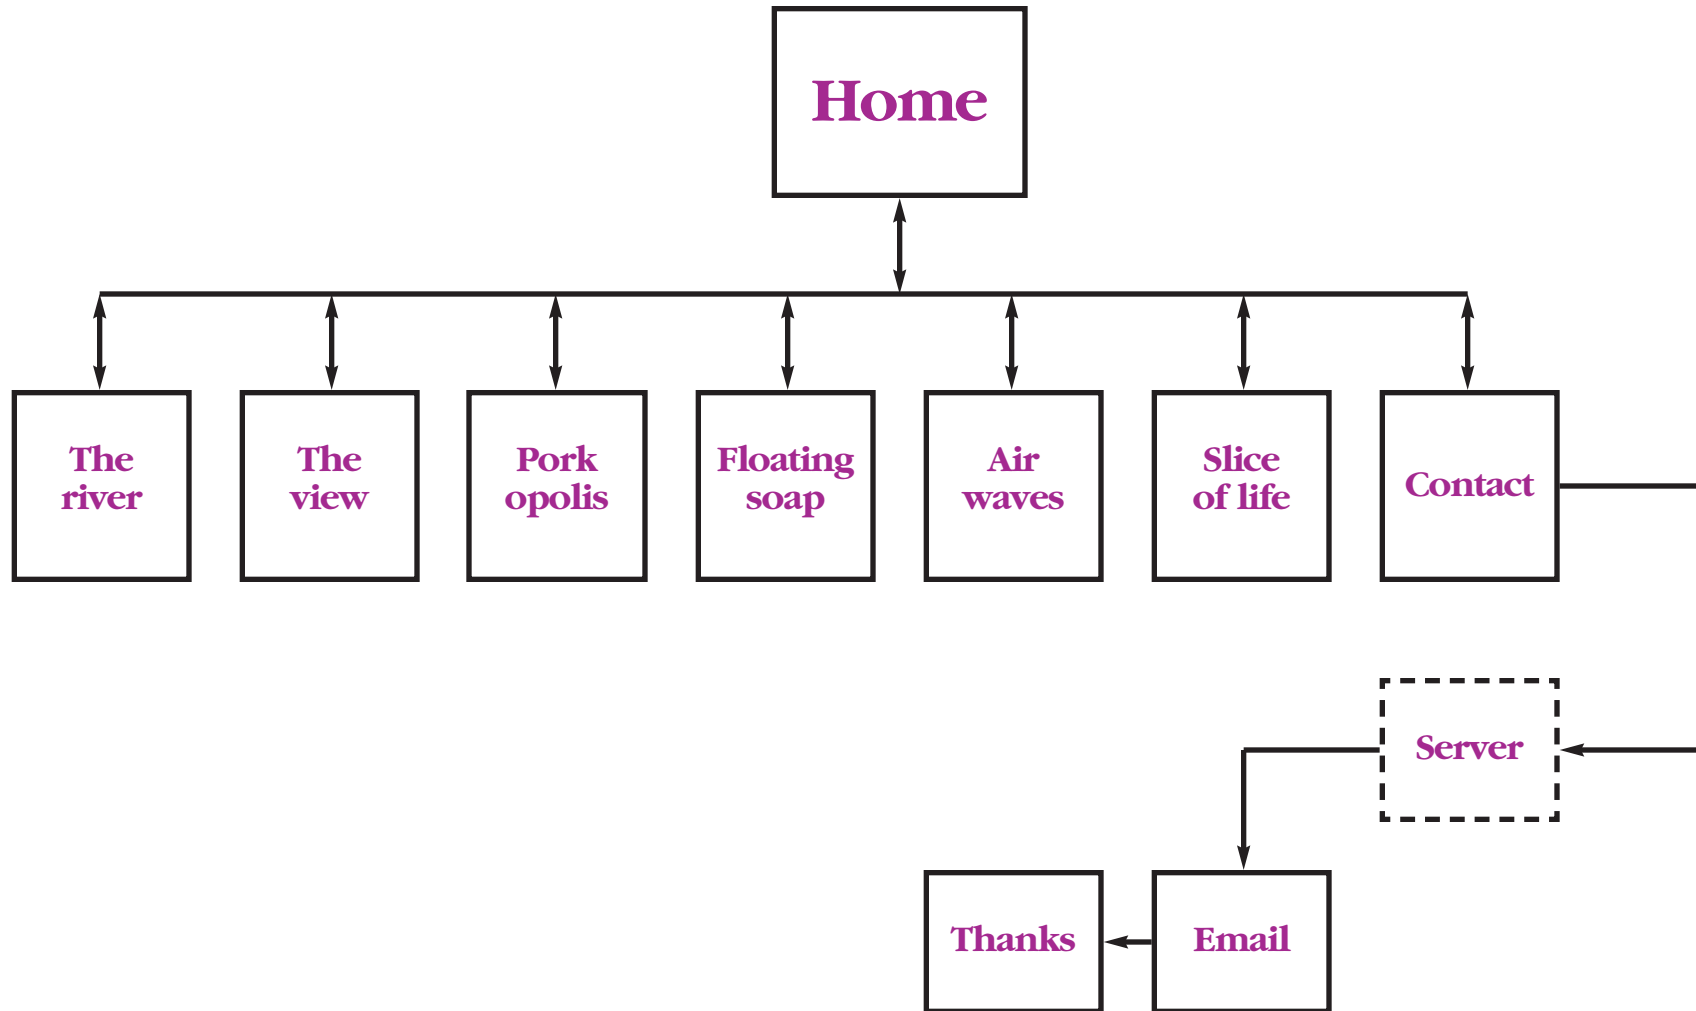 Home
The
river
The
view
Pork
opolis
Floating
soap
Air
waves
Slice
of life
Contact
Server
Thanks
Email